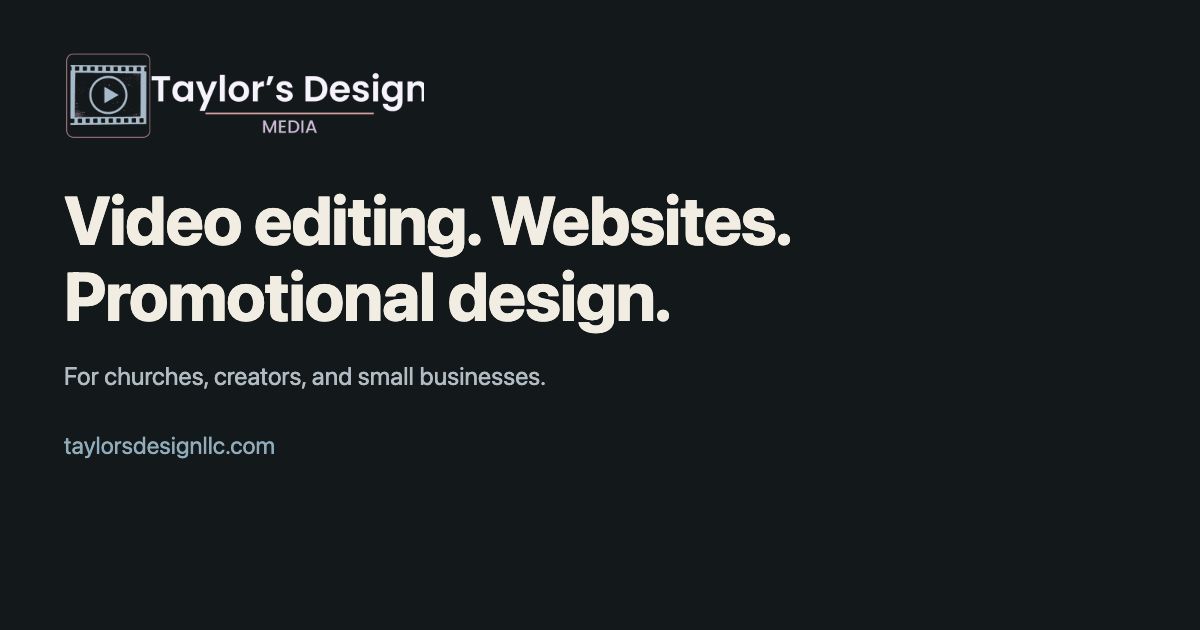 Taylor’s Design
MEDIA
Video editing. Websites.
Promotional design.
For churches, creators, and small businesses.
taylorsdesignllc.com